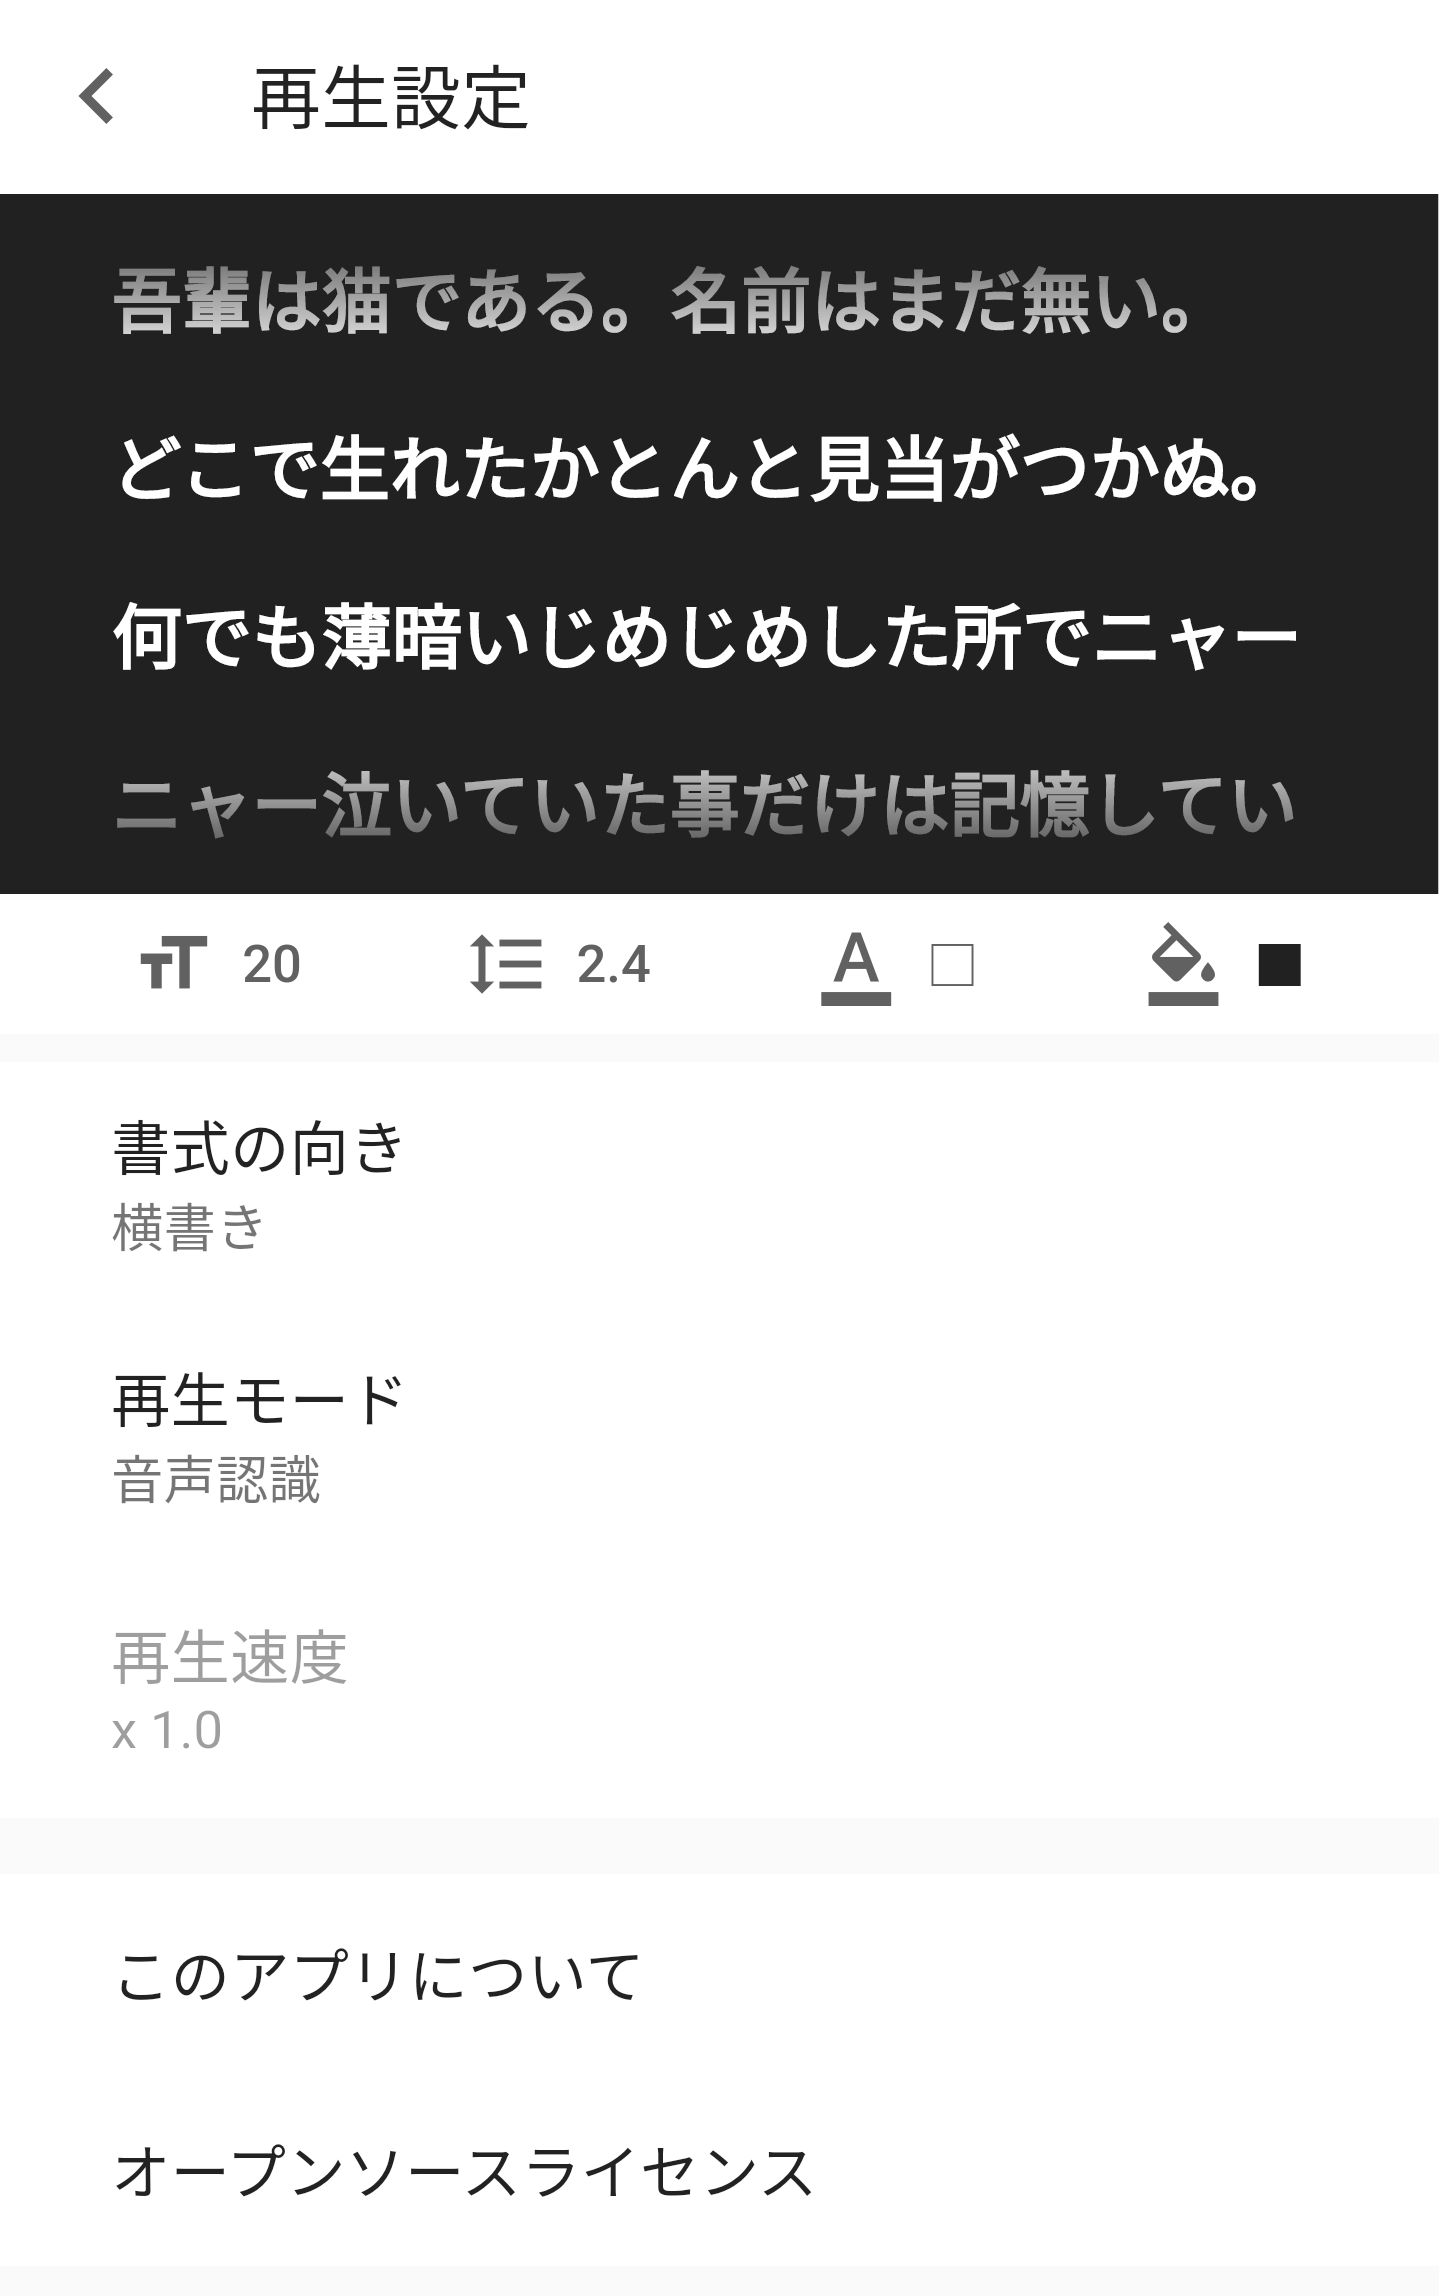 再生設定
吾輩は猫である。名前はまだ無い。
どこで生れたかとんと見当がつかぬ。
何でも薄暗いじめじめした所でニャー
ニャー泣いていた事だけは記憶してい
20 2.4 A
書式の向き
横書き
再生モード
音声認識
再生速度
x 1.0
このアプリについて
オープンソースライセンス